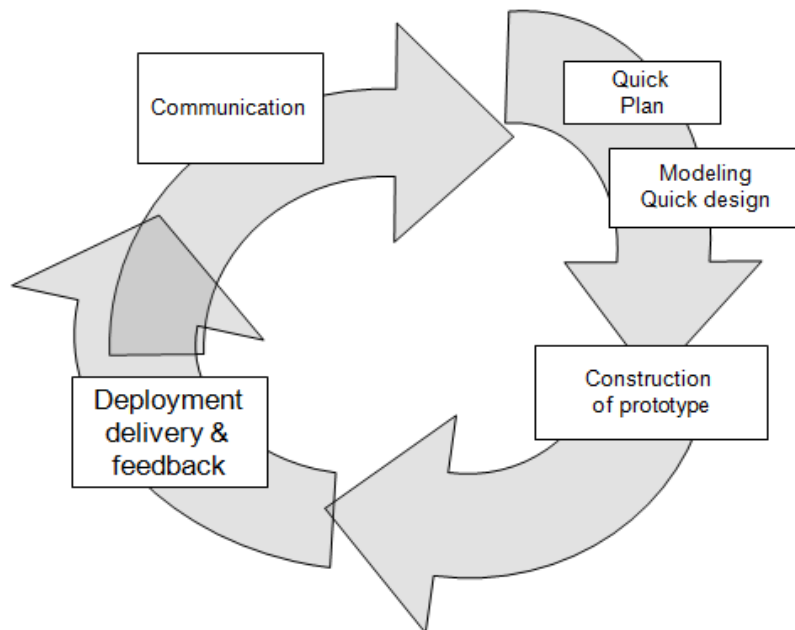 Communication
Quick
Plan
Modeling
Quick design
Construction
of prototype
Deployment
delivery &
feedback